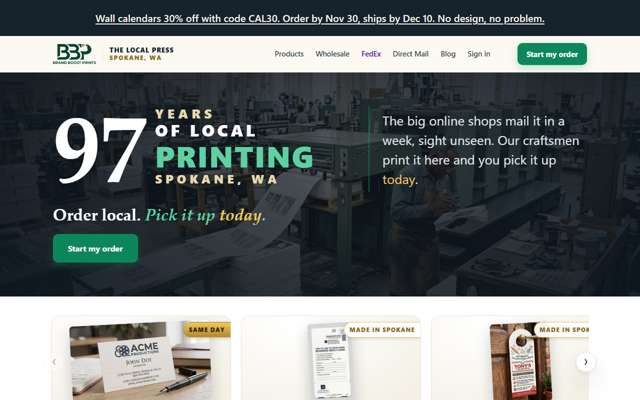 Wall calendars 30% off with code CAL30. Order by Nov 30, ships by Dec 10. No design, no problem.
BBP
BRAND BOOST PRINTS
THE LOCAL PRESS
SPOKANE, WA
Products
Wholesale
FedEx
Direct Mail
Blog
Sign in
Start my order
97
YEARS
OF LOCAL
PRINTING
SPOKANE, WA
The big online shops mail it in a
week, sight unseen. Our craftsmen
print it here and you pick it up
today.
Order local. Pick it up today.
Start my order
SAME DAY
ACME
PRODUCTIONS
JOHN DOE
MADE IN SPOKANE
MADE IN SPOK
TONY'S